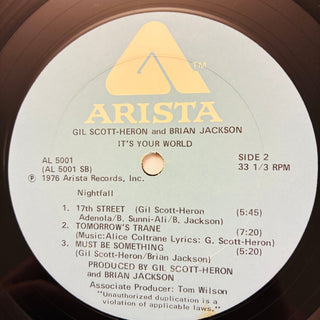 TM
ARISTA
GIL SCOTT-HERON and BRIAN JACKSON
IT'S YOUR WORLD
AL 5001
(AL 5001 SB)
℗ 1976 Arista Records, Inc.
SIDE 2
33 1/3 RPM
Nightfall
1. 17th STREET (Gil Scott-Heron (5:45)
Adenola/B. Sunni-Ali/B. Jackson)
2. TOMORROW'S TRANE (7:20)
(Music:Alice Coltrane Lyrics: G. Scott-Heron)
3. MUST BE SOMETHING (5:20)
(Gil Scott-Heron/Brian Jackson)
PRODUCED BY GIL SCOTT-HERON
and BRIAN JACKSON
Associate Producer: Tom Wilson
"Unauthorized duplication is a
violation of applicable laws."